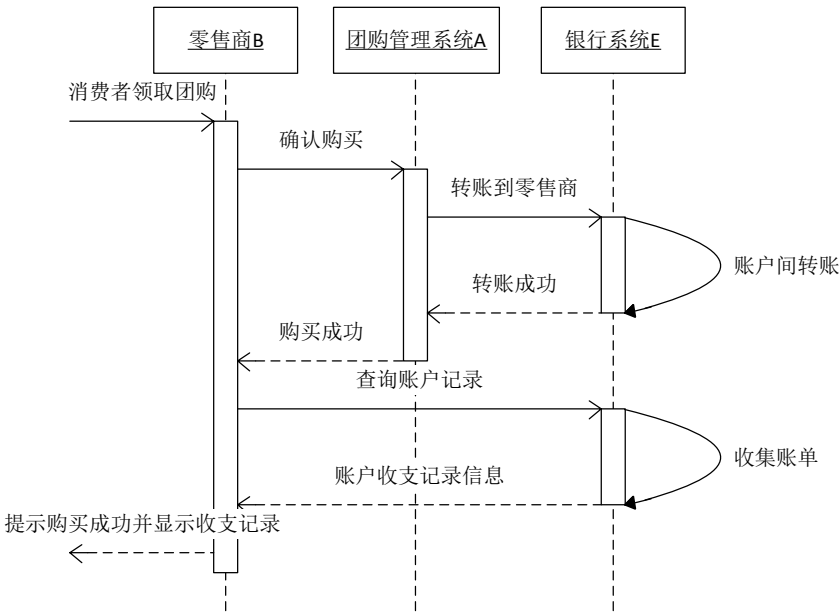 零售商B
团购管理系统A
银行系统E
消费者领取团购
确认购买
转账到零售商
账户间转账
转账成功
购买成功
查询账户记录
收集账单
账户收支记录信息
提示购买成功并显示收支记录